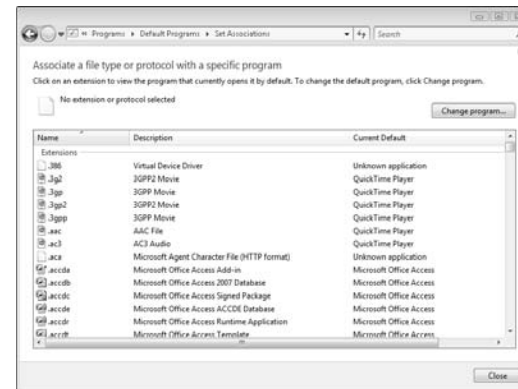 « Programs ▸ Default Programs ▸ Set Associations
Search
Associate a file type or protocol with a specific program
Click on an extension to view the program that currently opens it by default. To change the default program, click Change program.
No extension or protocol selected
Change program...
Name Description Current Default
Extensions
.386 Virtual Device Driver Unknown application
.3g2 3GPP2 Movie QuickTime Player
.3gp 3GPP Movie QuickTime Player
.3gp2 3GPP2 Movie QuickTime Player
.3gpp 3GPP Movie QuickTime Player
.aac AAC File QuickTime Player
.ac3 AC3 Audio QuickTime Player
.aca Microsoft Agent Character File (HTTP format) Unknown application
.accda Microsoft Office Access Add-in Microsoft Office Access
.accdb Microsoft Office Access 2007 Database Microsoft Office Access
.accdc Microsoft Office Access Signed Package Microsoft Office Access
.accde Microsoft Office Access ACCDE Database Microsoft Office Access
.accdr Microsoft Office Access Runtime Application Microsoft Office Access
.accdt Microsoft Office Access Template Microsoft Office Access
Close